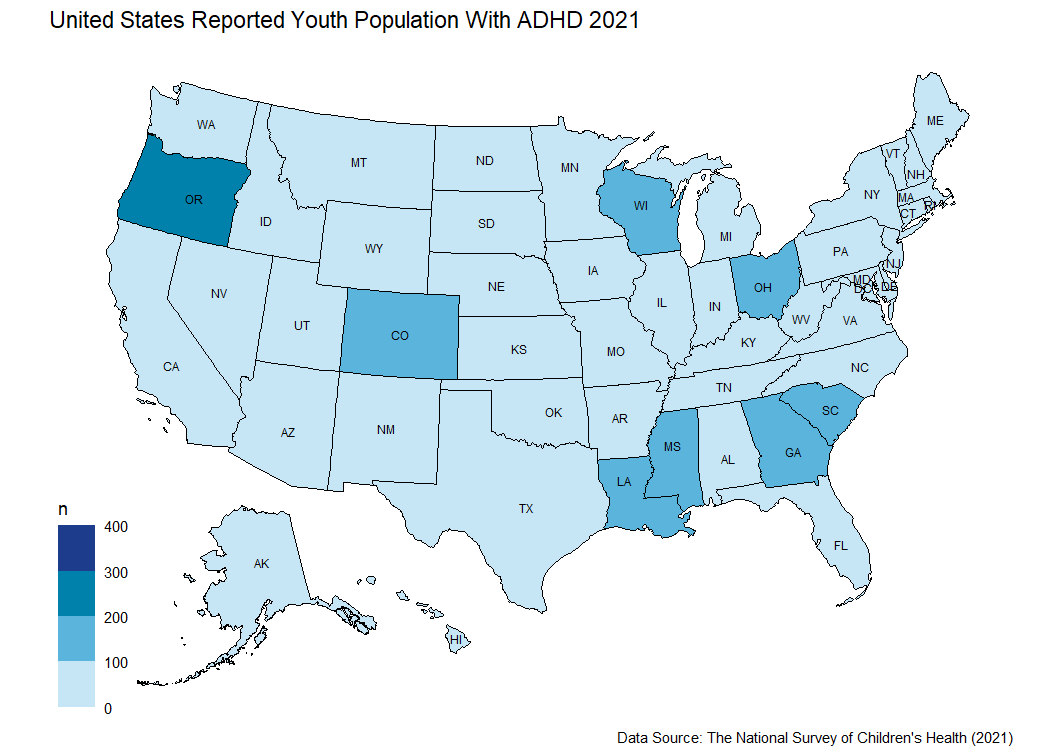 United States Reported Youth Population With ADHD 2021
WA
ME
MT
ND
MN
VT
NH
OR
WI
NY
MA
RI
CT
ID
SD
MI
WY
PA
NJ
IA
NE
MD
DE
DC
OH
NV
IL
IN
WV
VA
UT
CO
KS
MO
KY
CA
NC
TN
AZ
NM
OK
AR
SC
MS
GA
AL
LA
TX
FL
n
400
300
200
100
0
AK
HI
Data Source: The National Survey of Children's Health (2021)